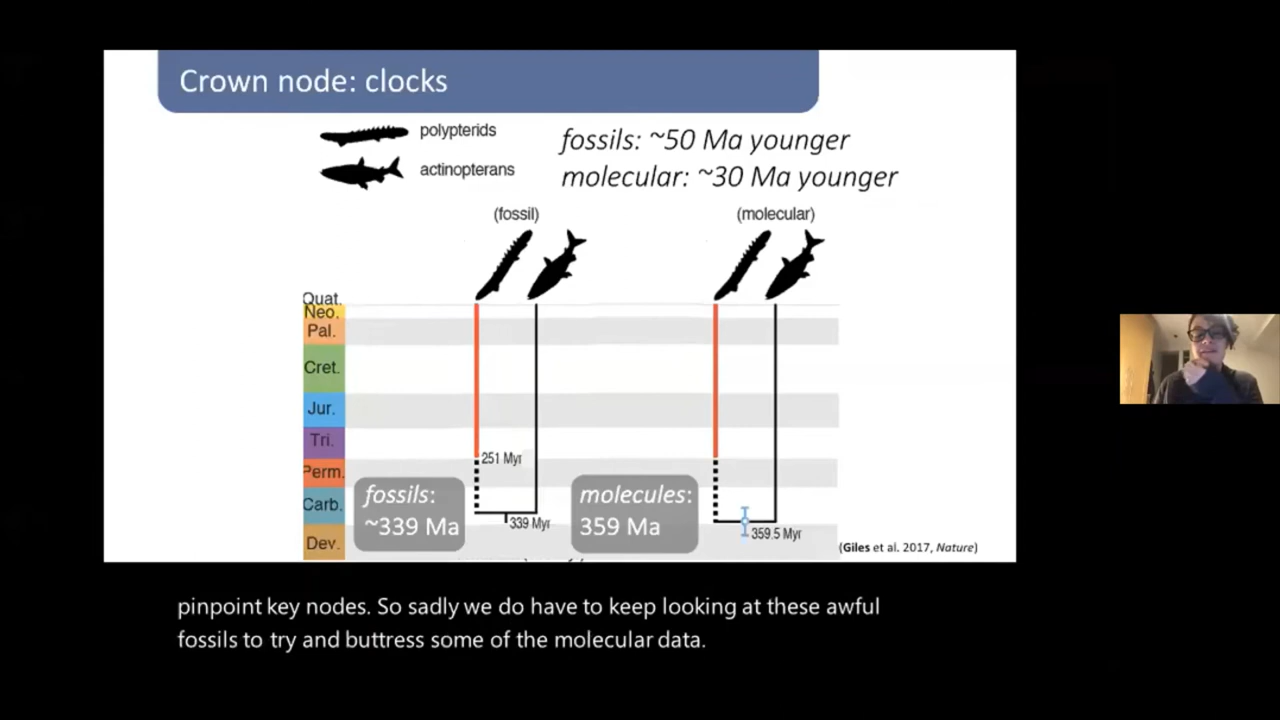 Crown node: clocks
polypterids
actinopterans
fossils: ~50 Ma younger
molecular: ~30 Ma younger
(fossil)
(molecular)
Quat.
Neo.
Pal.
Cret.
Jur.
Tri.
Perm.
Carb.
Dev.
251 Myr
fossils:
~339 Ma
339 Myr
molecules:
359 Ma
359.5 Myr
(Giles et al. 2017, Nature)
pinpoint key nodes. So sadly we do have to keep looking at these awful
fossils to try and buttress some of the molecular data.